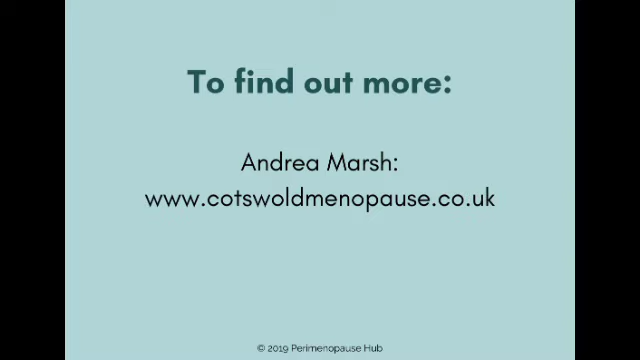 To find out more:
Andrea Marsh:
www.cotswoldmenopause.co.uk
© 2019 Perimenopause Hub